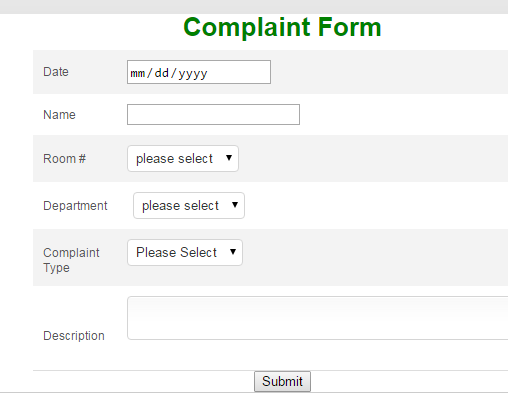 Complaint Form
Date mm/dd/yyyy
Name
Room # please select
Department please select
Complaint Please Select
Type
Description
Submit